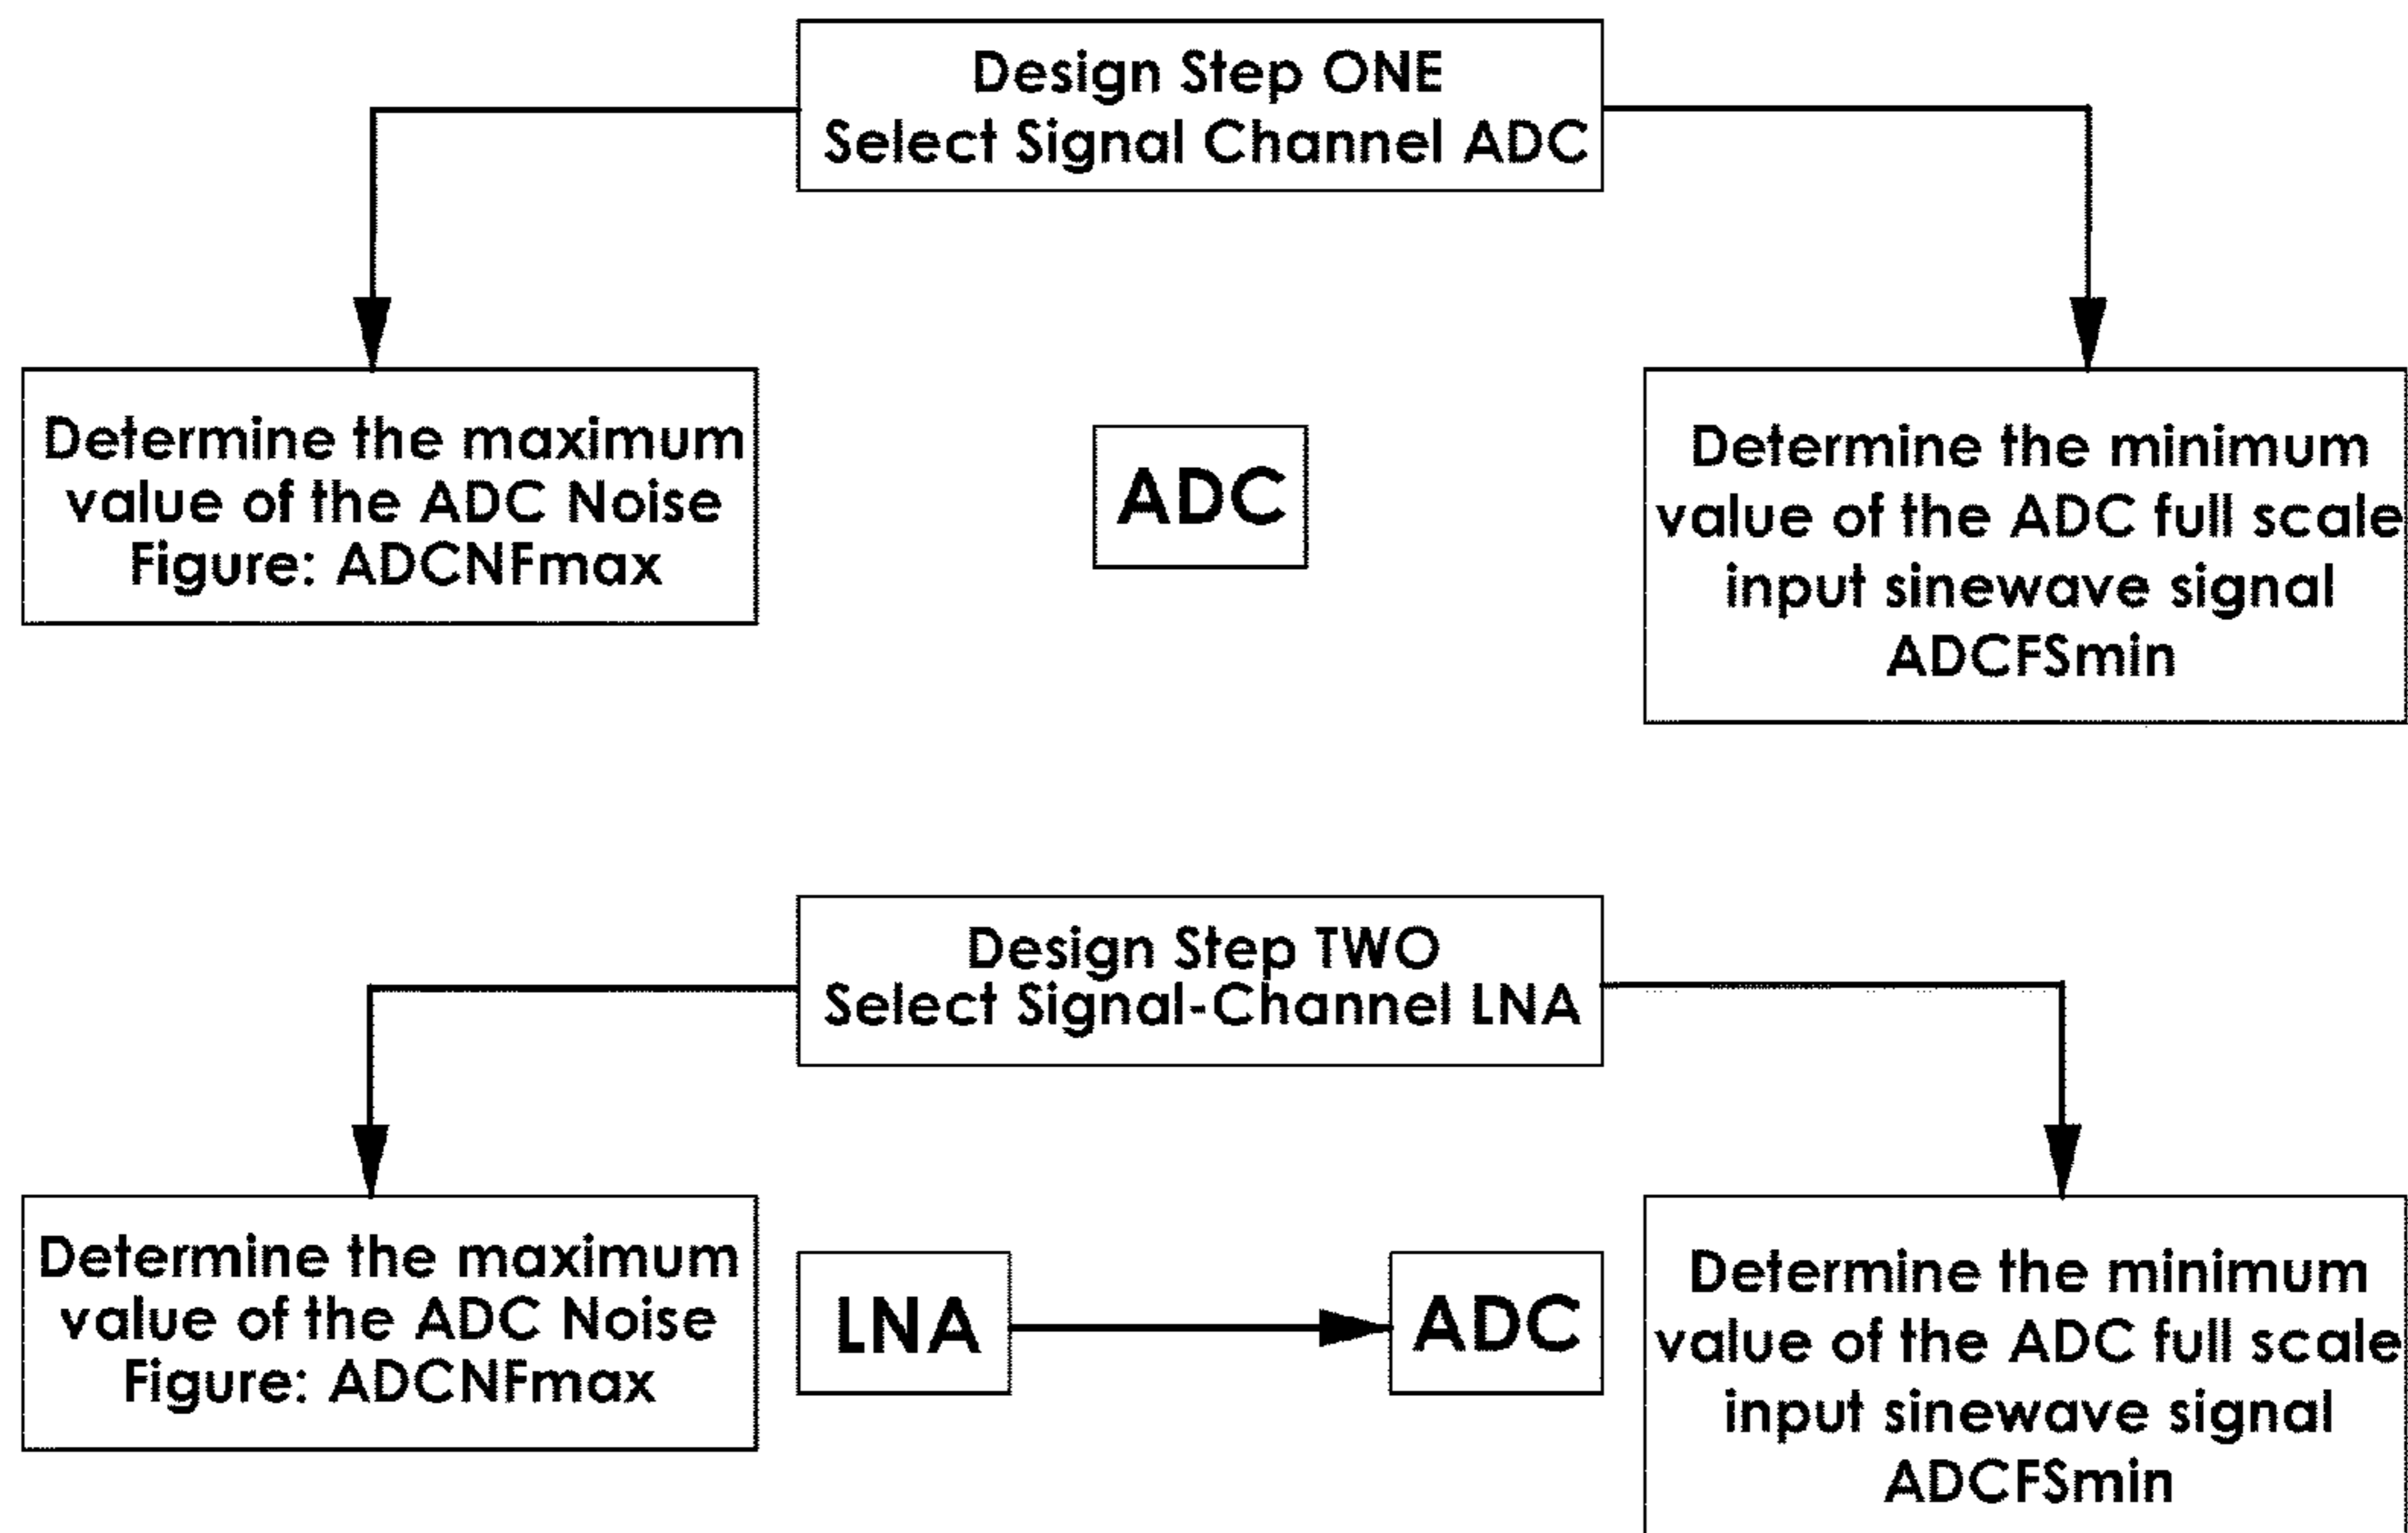 Design Step ONE
Select Signal Channel ADC
Determine the maximum
value of the ADC Noise
Figure: ADCNFmax
ADC
Determine the minimum
value of the ADC full scale
input sinewave signal
ADCFSmin
Design Step TWO
Select Signal-Channel LNA
Determine the maximum
value of the ADC Noise
Figure: ADCNFmax
LNA
ADC
Determine the minimum
value of the ADC full scale
input sinewave signal
ADCFSmin